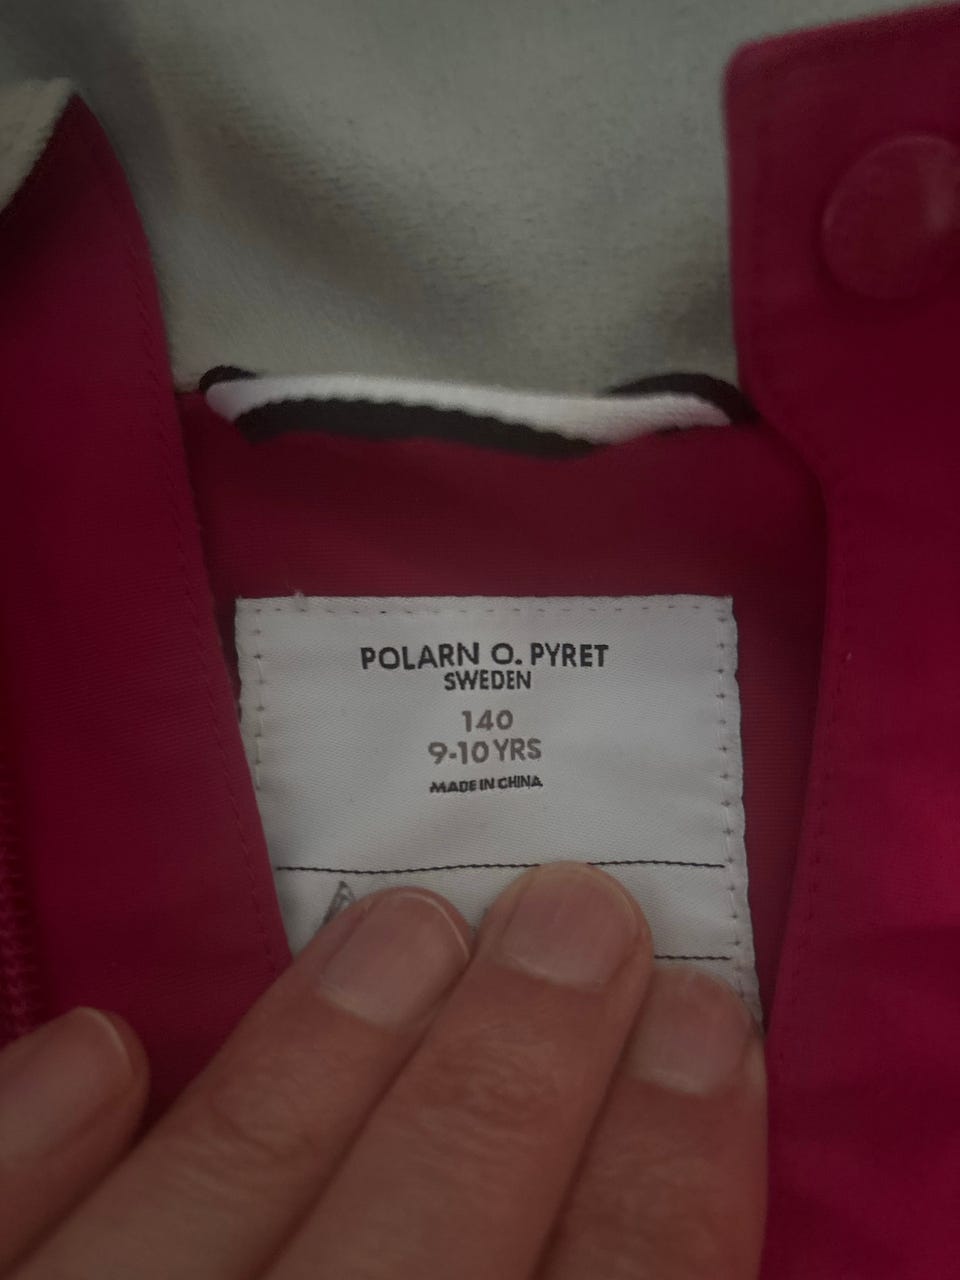 POLARN O. PYRET
SWEDEN
140
9-10 YRS
MADE IN CHINA